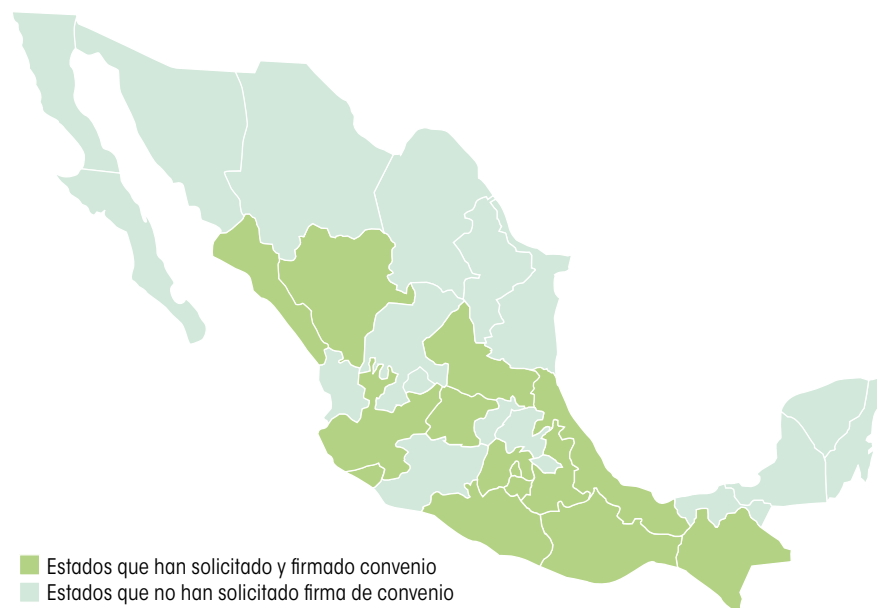 Estados que han solicitado y firmado convenio
Estados que no han solicitado firma de convenio